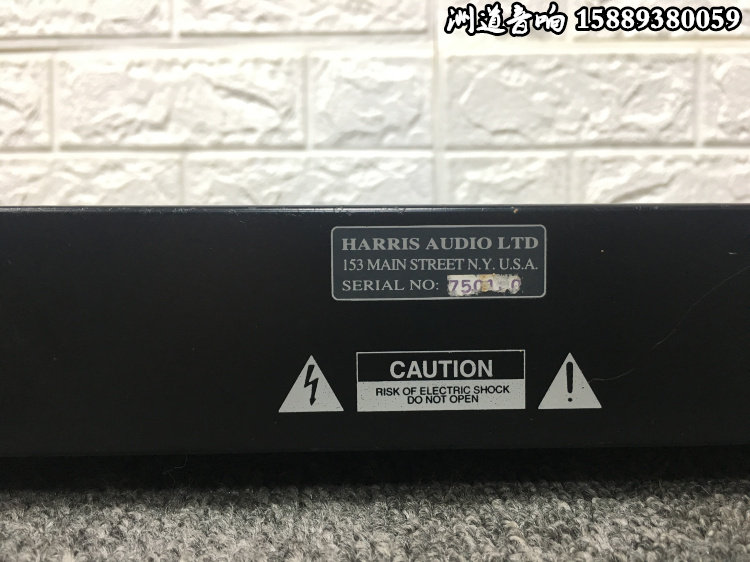 洲道音响 15889380059
HARRIS AUDIO LTD
153 MAIN STREET N.Y. U.S.A.
SERIAL NO:
CAUTION
RISK OF ELECTRIC SHOCK
DO NOT OPEN